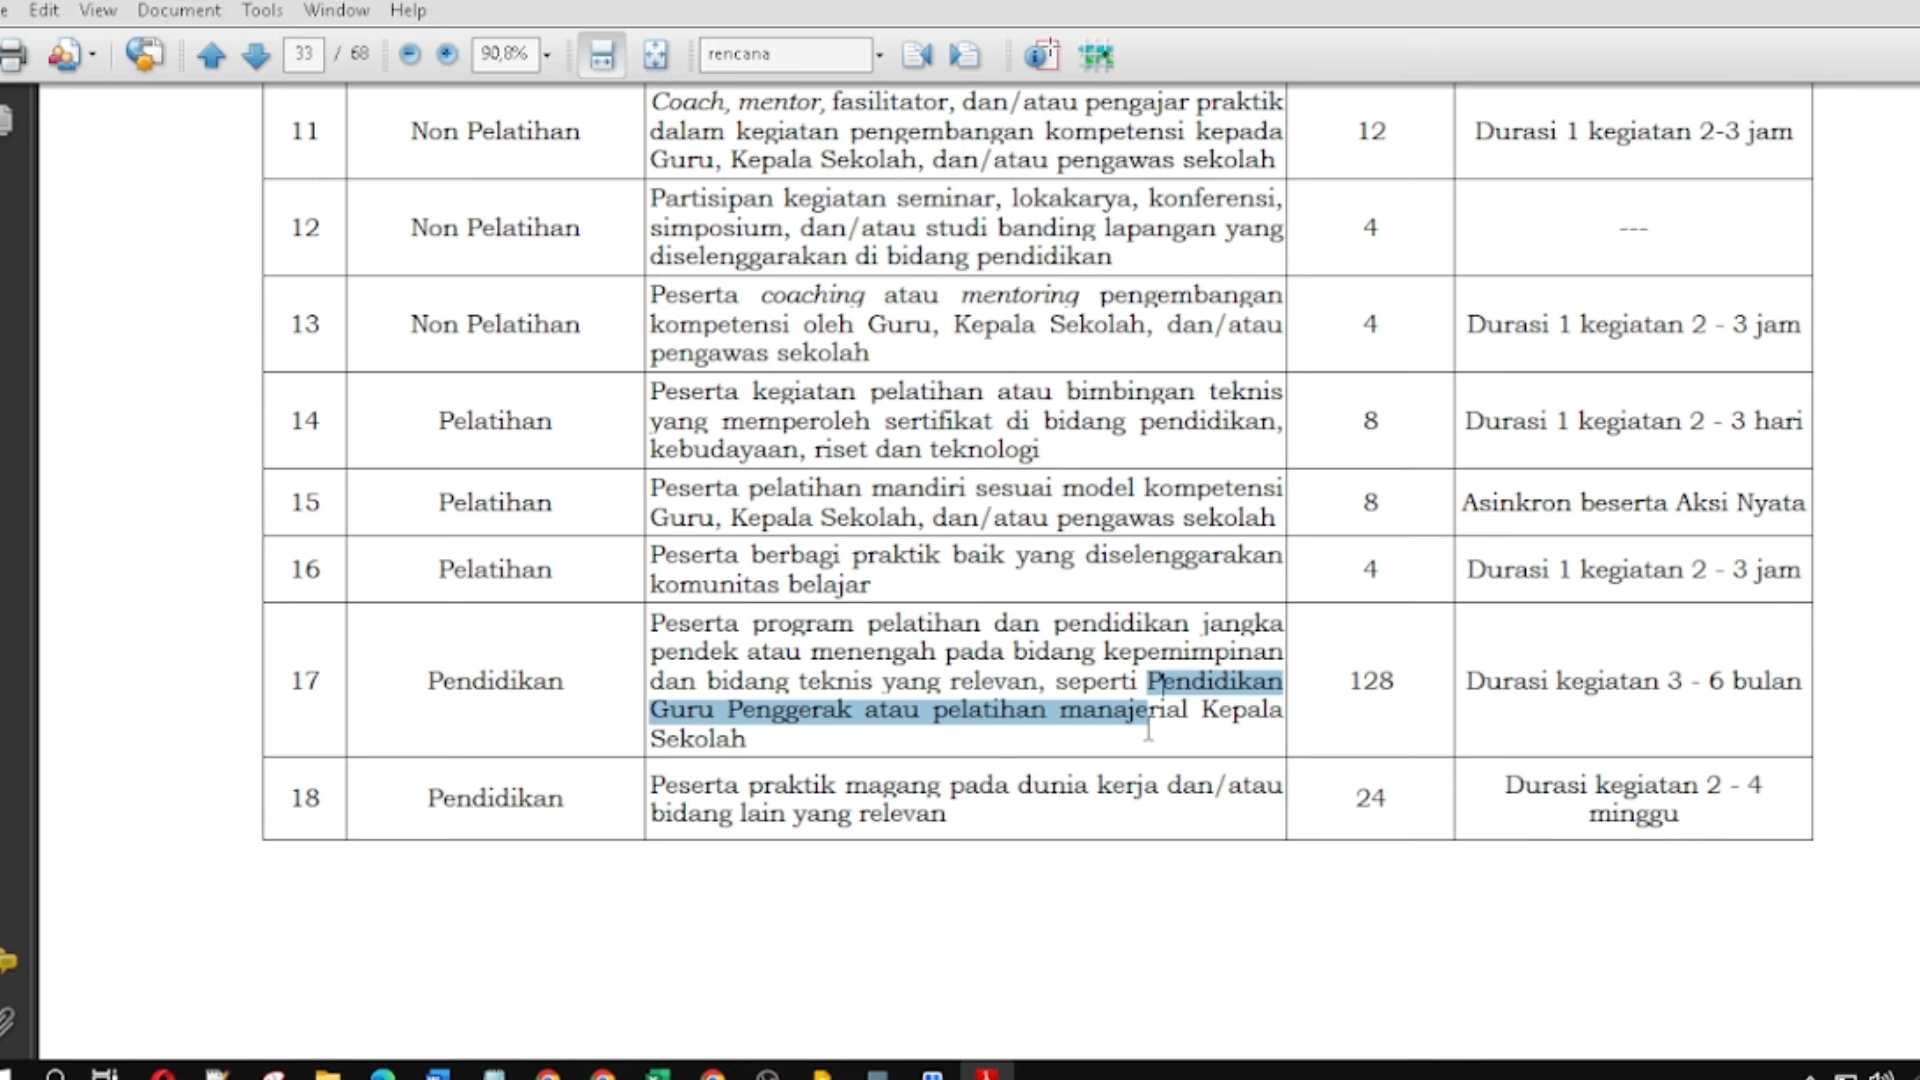 Edit View Document Tools Window Help
33 / 68 90,8% rencana
11 Non Pelatihan Coach, mentor, fasilitator, dan/atau pengajar praktik
dalam kegiatan pengembangan kompetensi kepada
Guru, Kepala Sekolah, dan/atau pengawas sekolah 12 Durasi 1 kegiatan 2-3 jam
12 Non Pelatihan Partisipan kegiatan seminar, lokakarya, konferensi,
simposium, dan/atau studi banding lapangan yang
diselenggarakan di bidang pendidikan 4 ---
13 Non Pelatihan Peserta coaching atau mentoring pengembangan
kompetensi oleh Guru, Kepala Sekolah, dan/atau
pengawas sekolah 4 Durasi 1 kegiatan 2 - 3 jam
14 Pelatihan Peserta kegiatan pelatihan atau bimbingan teknis
yang memperoleh sertifikat di bidang pendidikan,
kebudayaan, riset dan teknologi 8 Durasi 1 kegiatan 2 - 3 hari
15 Pelatihan Peserta pelatihan mandiri sesuai model kompetensi
Guru, Kepala Sekolah, dan/atau pengawas sekolah 8 Asinkron beserta Aksi Nyata
16 Pelatihan Peserta berbagi praktik baik yang diselenggarakan
komunitas belajar 4 Durasi 1 kegiatan 2 - 3 jam
17 Pendidikan Peserta program pelatihan dan pendidikan jangka
pendek atau menengah pada bidang kepemimpinan
dan bidang teknis yang relevan, seperti Pendidikan
Guru Penggerak atau pelatihan manajerial Kepala
Sekolah 128 Durasi kegiatan 3 - 6 bulan
18 Pendidikan Peserta praktik magang pada dunia kerja dan/atau
bidang lain yang relevan 24 Durasi kegiatan 2 - 4
minggu